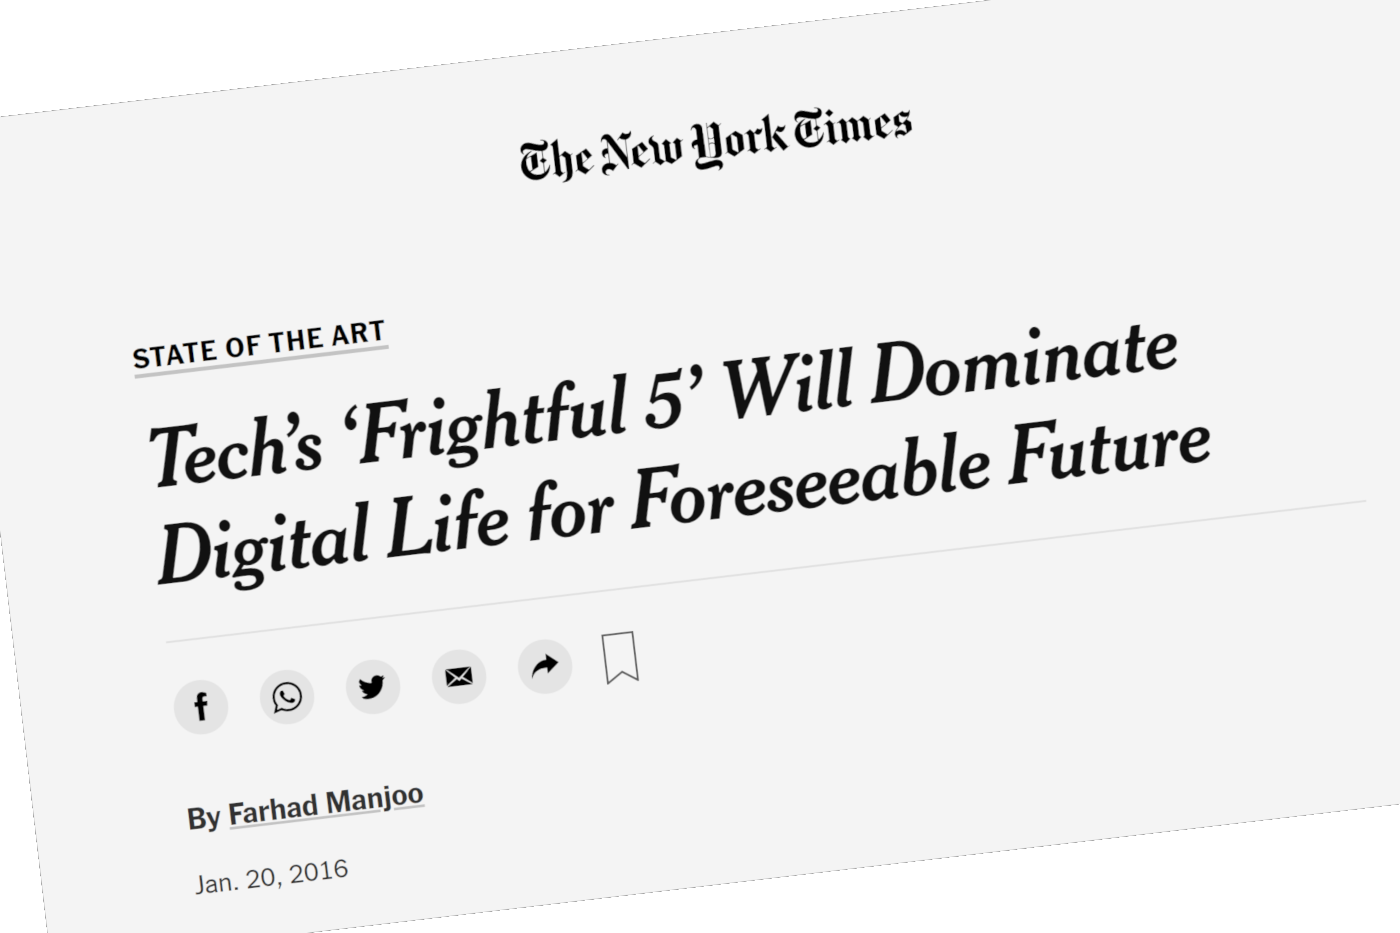 The New York Times
STATE OF THE ART
Tech’s ‘Frightful 5’ Will Dominate
Digital Life for Foreseeable Future
By Farhad Manjoo
Jan. 20, 2016